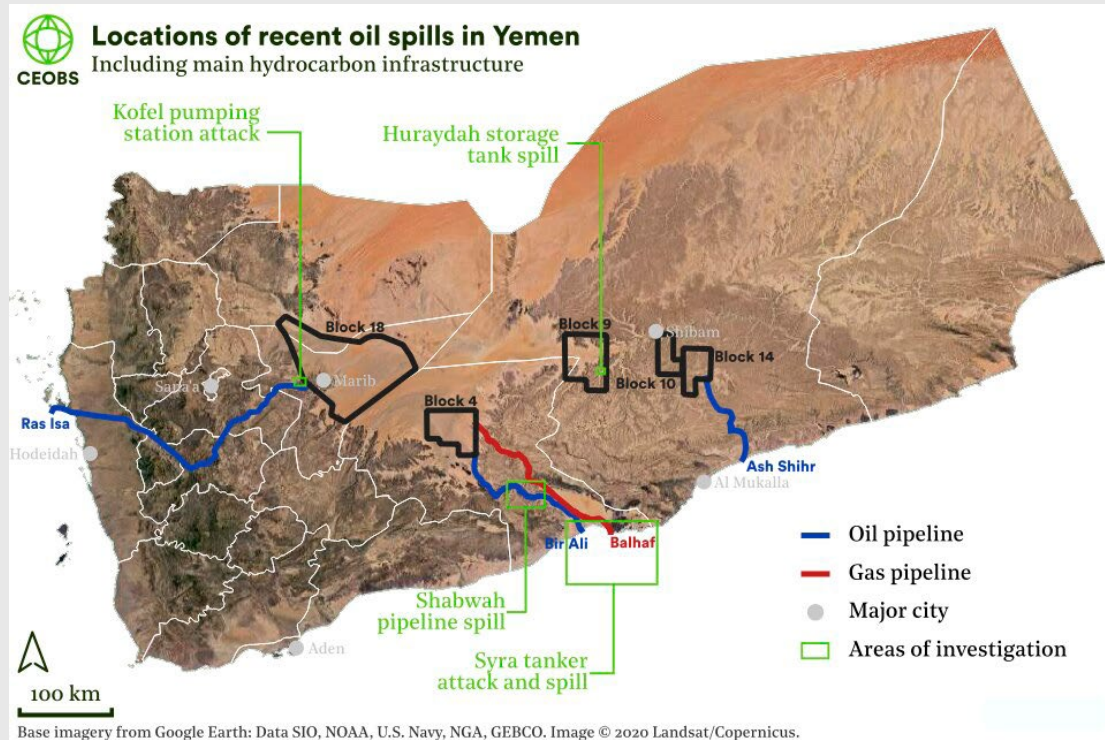 CEOBS
Locations of recent oil spills in Yemen
Including main hydrocarbon infrastructure
Kofel pumping
station attack
Huraydah storage
tank spill
Block 18
Block 9
Shibam
Block 14
Block 10
Sana'a
Marib
Block 4
Ras Isa
Hodeidah
Ash Shihr
Al Mukalla
Bir Ali
Balhaf
Shabwah
pipeline spill
Syra tanker
attack and spill
Aden
Oil pipeline
Gas pipeline
Major city
Areas of investigation
100 km
Base imagery from Google Earth: Data SIO, NOAA, U.S. Navy, NGA, GEBCO. Image © 2020 Landsat/Copernicus.